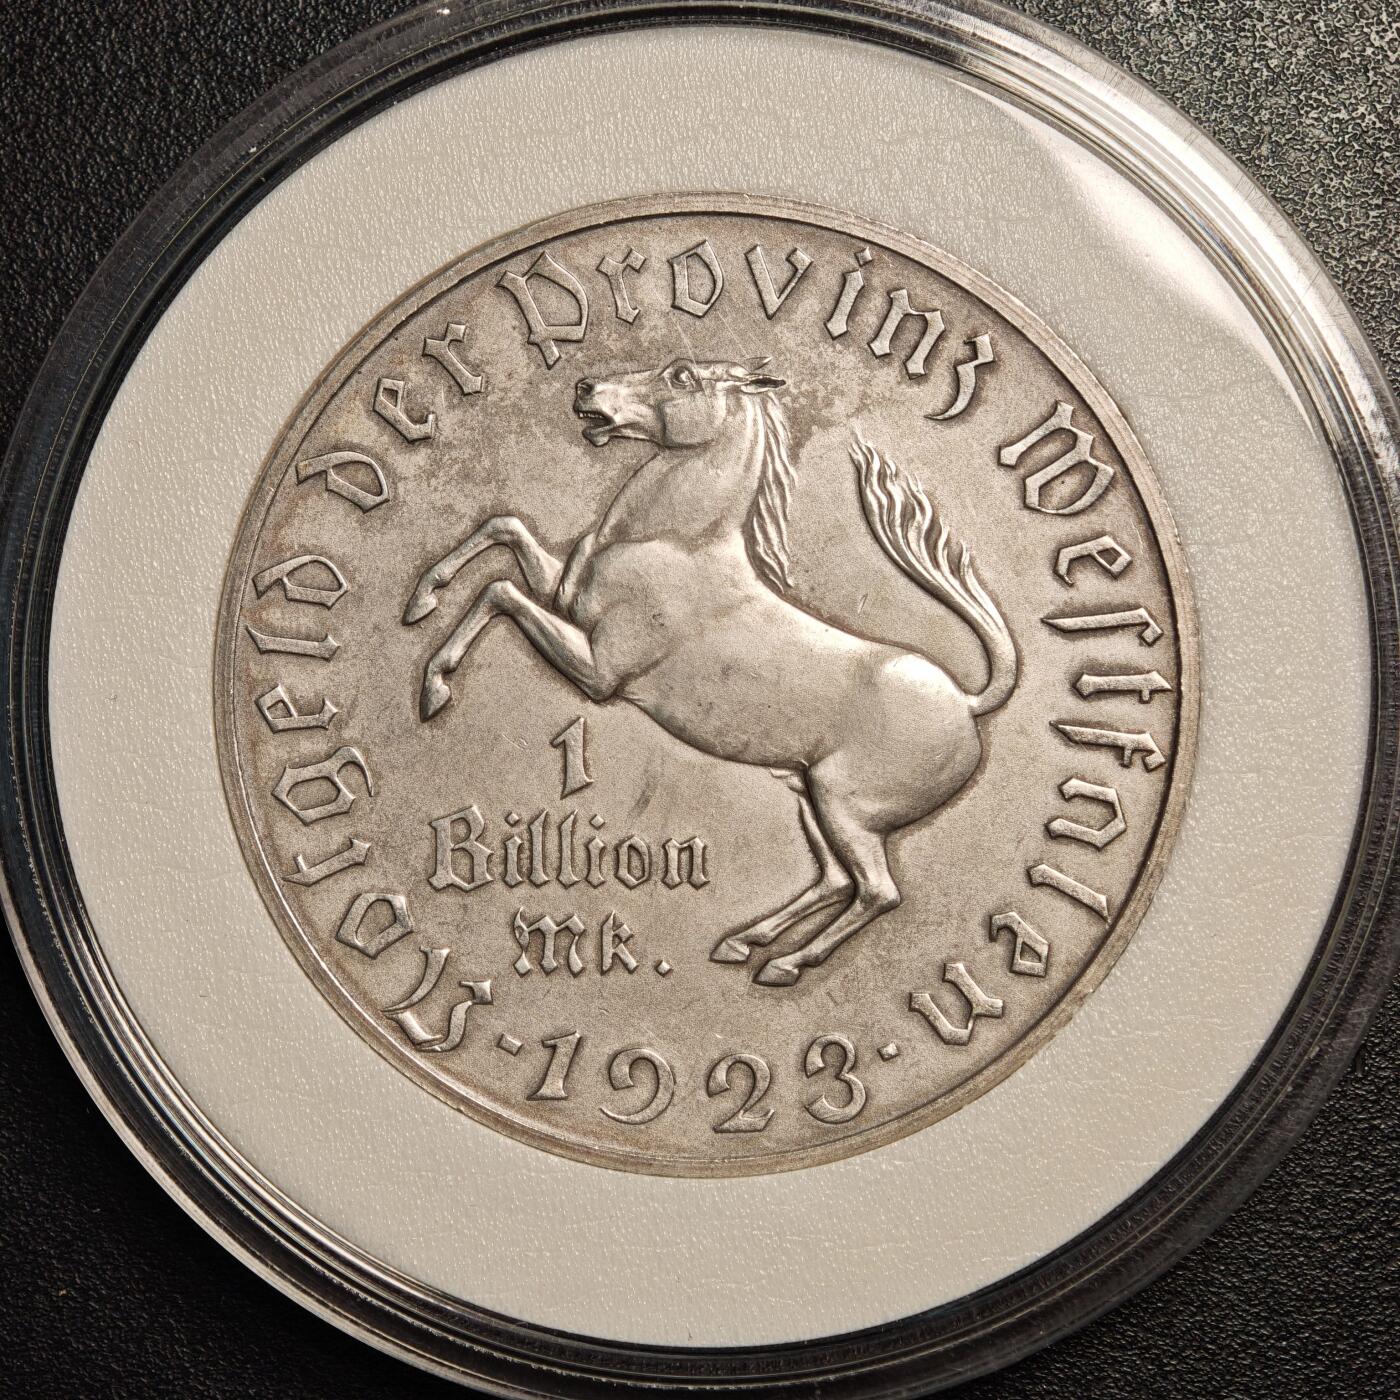 Notgeld der Provinz Westfalen
1
Billion
Mk.
·1923·